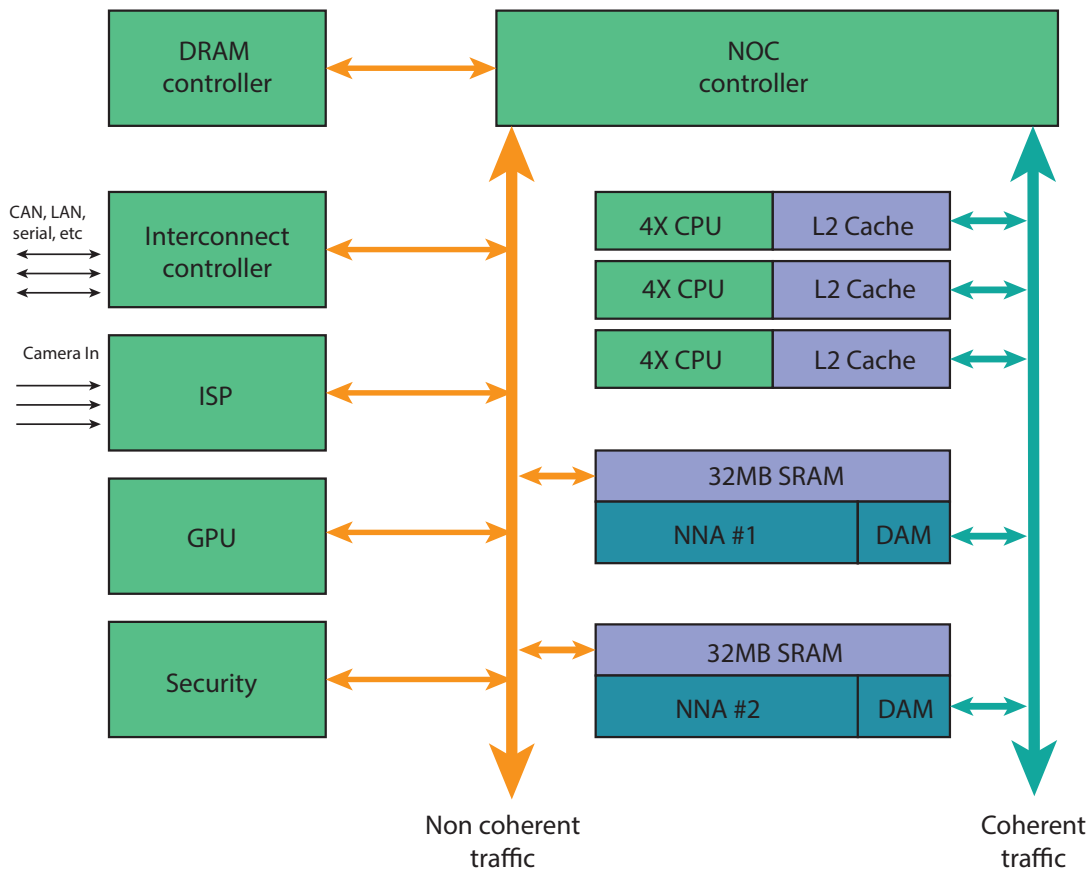 DRAM
controller
NOC
controller
CAN, LAN,
serial, etc
Interconnect
controller
4X CPU
L2 Cache
4X CPU
L2 Cache
4X CPU
L2 Cache
Camera In
ISP
32MB SRAM
NNA #1
DAM
GPU
32MB SRAM
NNA #2
DAM
Security
Non coherent
traffic
Coherent
traffic